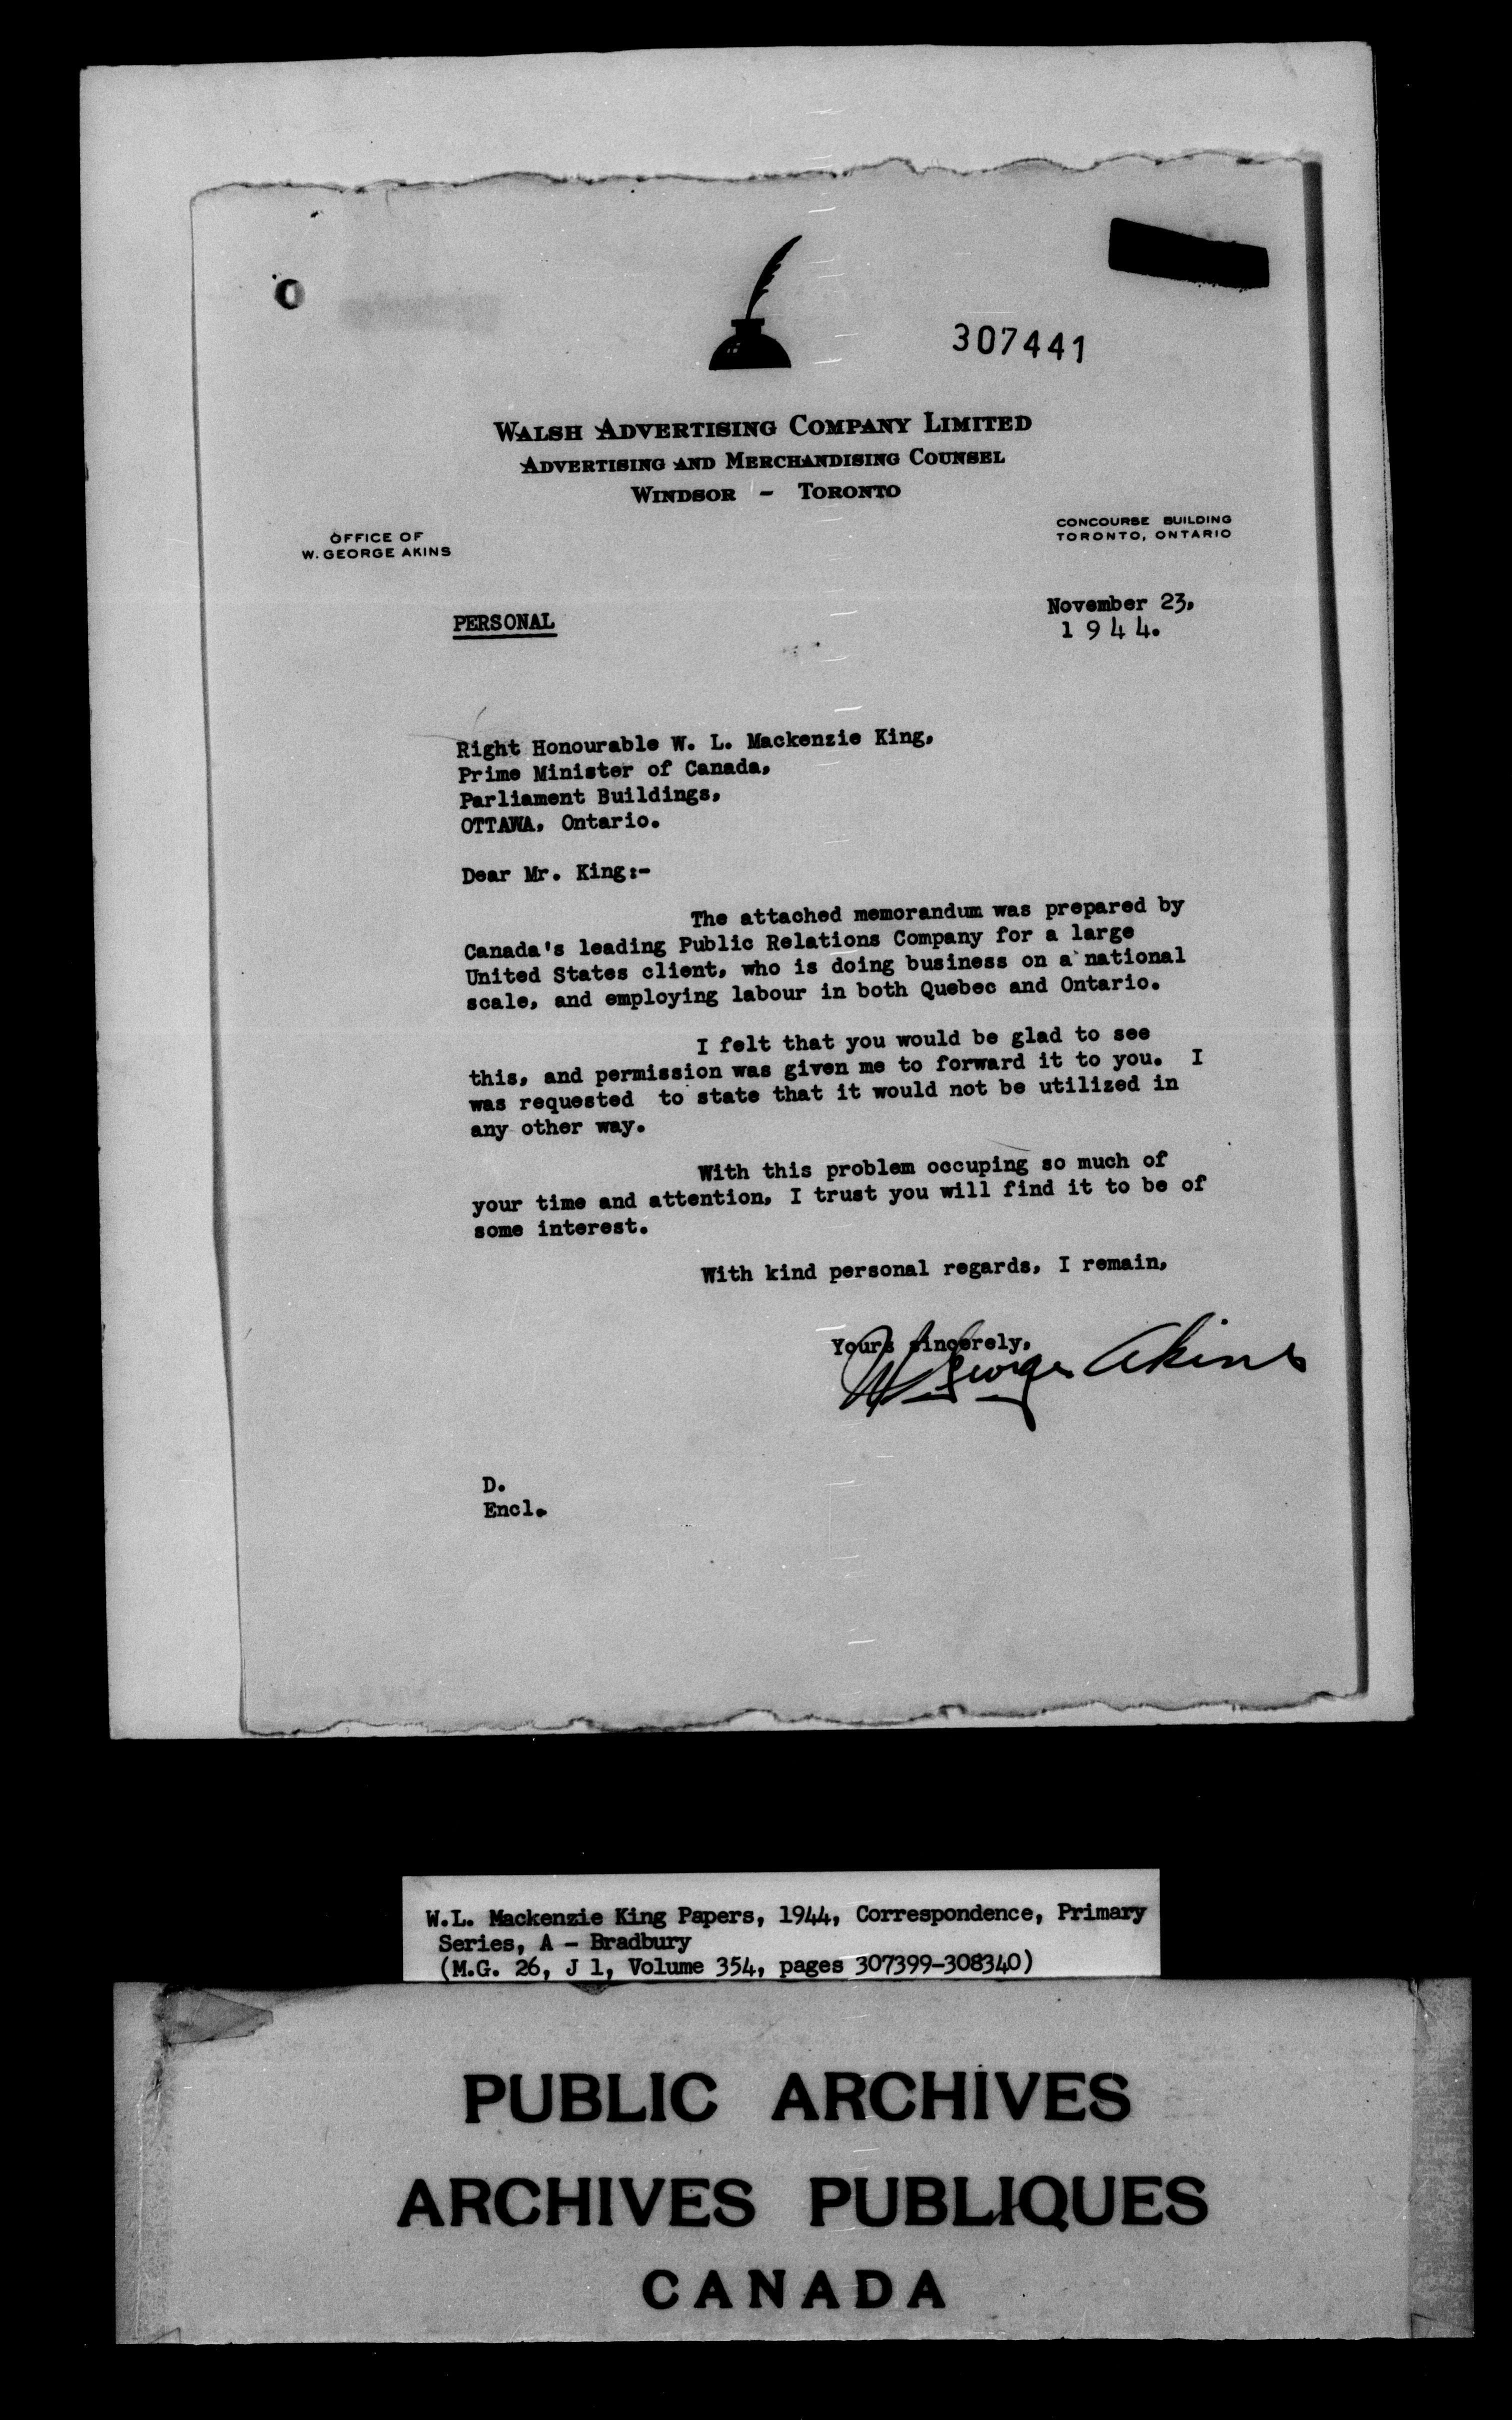 307441
WALSH ADVERTISING COMPANY LIMITED
ADVERTISING AND MERCHANDISING COUNSEL
WINDSOR – TORONTO
OFFICE OF
W. GEORGE AKINS
CONCOURSE BUILDING
TORONTO, ONTARIO
PERSONAL
November 23,
1 9 4 4.
Right Honourable W. L. Mackenzie King,
Prime Minister of Canada,
Parliament Buildings,
OTTAWA, Ontario.
Dear Mr. King:-
The attached memorandum was prepared by
Canada's leading Public Relations Company for a large
United States client, who is doing business on a national
scale, and employing labour in both Quebec and Ontario.
I felt that you would be glad to see
this, and permission was given me to forward it to you. I
was requested to state that it would not be utilized in
any other way.
With this problem occuping so much of
your time and attention, I trust you will find it to be of
some interest.
With kind personal regards, I remain,
Yours sincerely,
W. George Akins
D.
Encl.
W.L. Mackenzie King Papers, 1944, Correspondence, Primary
Series, A - Bradbury
(M.G. 26, J 1, Volume 354, pages 307399-308340)
PUBLIC ARCHIVES
ARCHIVES PUBLIQUES
CANADA